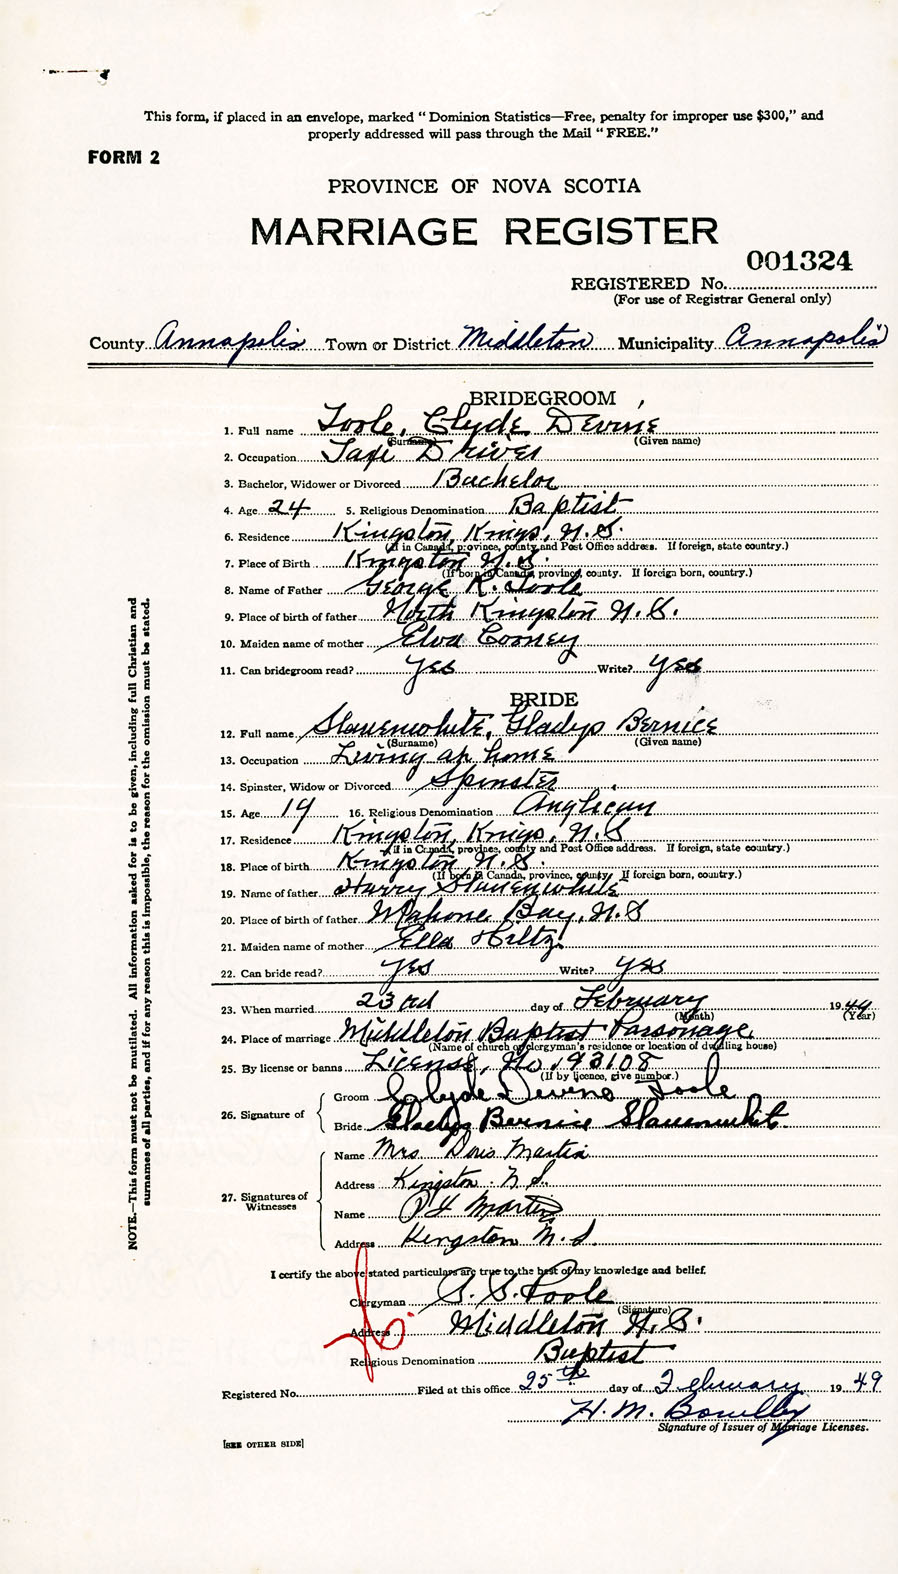 This form, if placed in an envelope, marked “Dominion Statistics—Free, penalty for improper use $300,” and
properly addressed will pass through the Mail “FREE.”
FORM 2
PROVINCE OF NOVA SCOTIA
MARRIAGE REGISTER
001324
REGISTERED No.
(For use of Registrar General only)
County Annapolis Town or District Middleton Municipality Annapolis
BRIDEGROOM
1. Full name Toole, Clyde Devine
(Surname) (Given name)
2. Occupation Taxi Driver
3. Bachelor, Widower or Divorced Bachelor
4. Age 24 5. Religious Denomination Baptist
6. Residence Kingston, Kings, N.S.
(If in Canada, province, county and Post Office address. If foreign, state country.)
7. Place of Birth Kingston N.S.
(If born in Canada, province, county. If foreign born, country.)
8. Name of Father George R. Toole
9. Place of birth of father North Kingston N.S.
10. Maiden name of mother Elva Cooney
11. Can bridegroom read? Yes Write? Yes
BRIDE
12. Full name Slauenwhite, Gladys Bernice
(Surname) (Given name)
13. Occupation Living at home
14. Spinster, Widow or Divorced Spinster
15. Age 19 16. Religious Denomination Anglican
17. Residence Kingston, Kings, N.S
(If in Canada, province, county and Post Office address. If foreign, state country.)
18. Place of birth Kingston N.S.
(If born in Canada, province, county. If foreign born, country.)
19. Name of father Harry Slauenwhite
20. Place of birth of father Mahone Bay, N.S
21. Maiden name of mother Ella Hiltz
22. Can bride read? Yes Write? Yes
23. When married 23rd day of February 1949
(Month) (Year)
24. Place of marriage Middleton Baptist Parsonage
(Name of church or clergyman's residence or location of dwelling house)
25. By license or banns License, No. 93108
(If by licence, give number.)
26. Signature of
Groom Clyde Devine Toole
Bride Gladys Bernice Slauenwhite
27. Signatures of Witnesses
Name Mrs Doris Martin
Address Kingston N.S.
Name Martin
Address Kingston N.S.
I certify the above stated particulars are true to the best of my knowledge and belief.
Clergyman S. S. Poole
(Signature)
Address Middleton N.S.
Religious Denomination Baptist
Registered No. Filed at this office 25th day of February 19 49
H. M.
Signature of Issuer of Marriage Licenses.
[SEE OTHER SIDE]
NOTE.—This form must not be mutilated. All information asked for is to be given, including full Christian and
surnames of all parties, and if for any reason this is impossible, the reason for the omission must be stated.